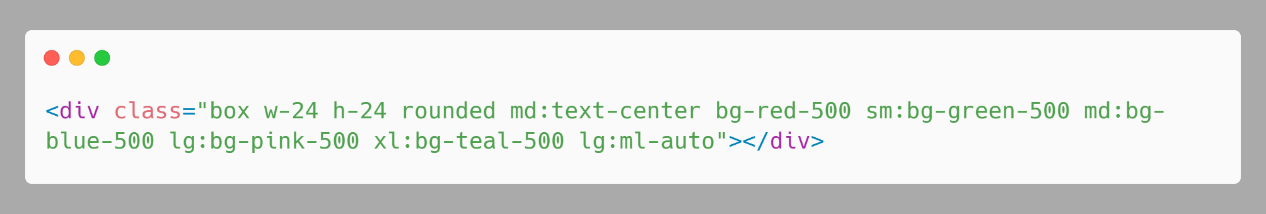 <div class="box w-24 h-24 rounded md:text-center bg-red-500 sm:bg-green-500 md:bg-
blue-500 lg:bg-pink-500 xl:bg-teal-500 lg:ml-auto"></div>